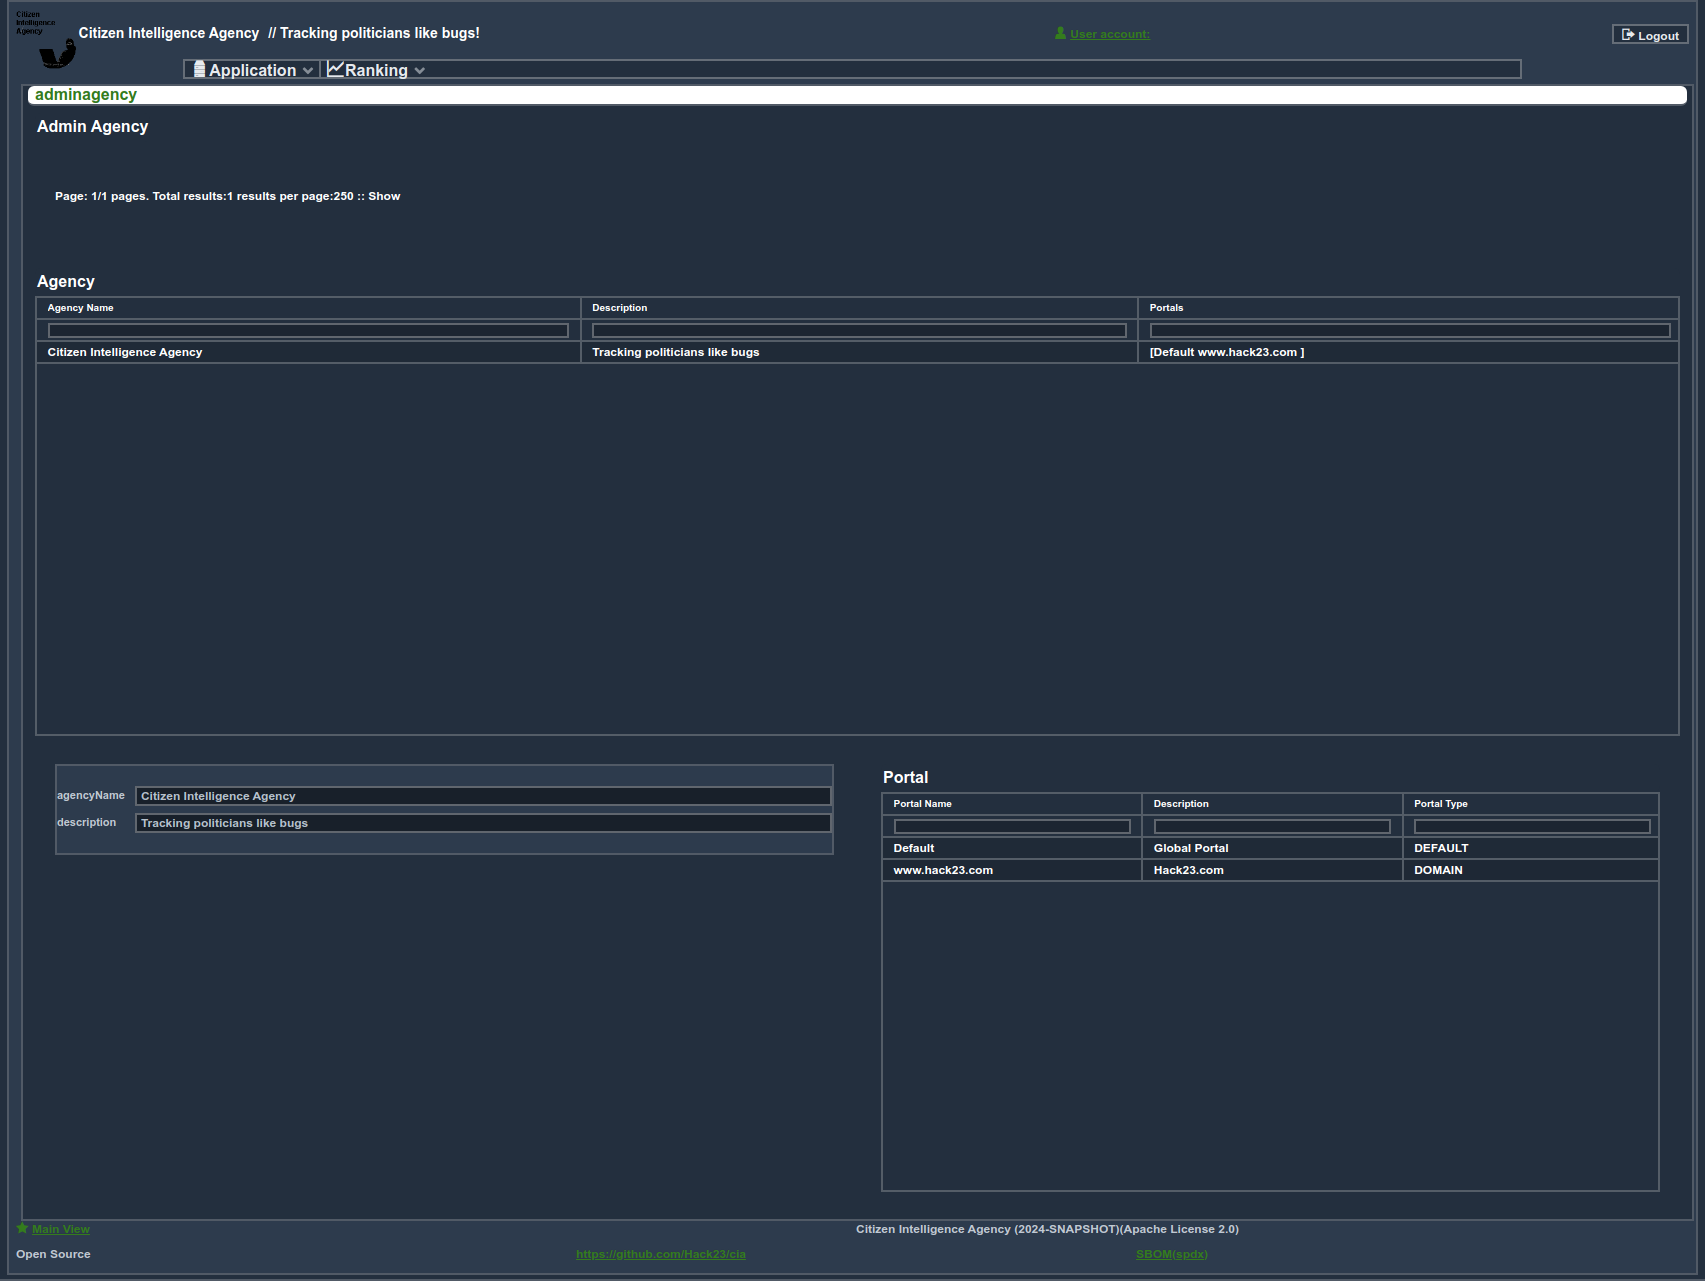 Citizen
Intelligence
Agency
Citizen Intelligence Agency // Tracking politicians like bugs!
User account:
Logout
Application
Ranking
adminagency
Admin Agency
Page: 1/1 pages. Total results:1 results per page:250 :: Show
Agency
Agency Name Description Portals
Citizen Intelligence Agency Tracking politicians like bugs [Default www.hack23.com ]
agencyName Citizen Intelligence Agency
description Tracking politicians like bugs
Portal
Portal Name Description Portal Type
Default Global Portal DEFAULT
www.hack23.com Hack23.com DOMAIN
Main View Citizen Intelligence Agency (2024-SNAPSHOT)(Apache License 2.0)
Open Source https://github.com/Hack23/cia SBOM(spdx)